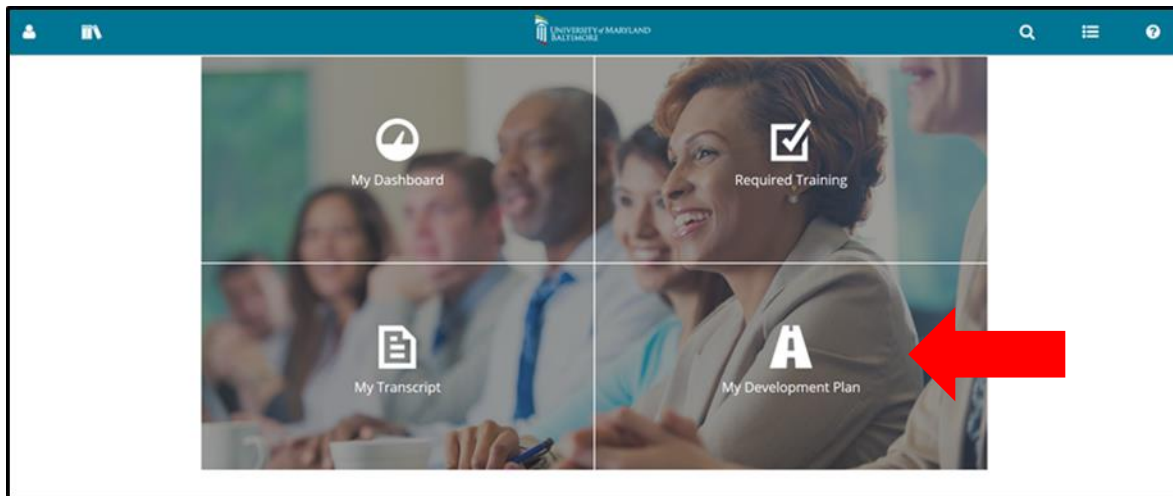 UNIVERSITY of MARYLAND
BALTIMORE
My Dashboard
Required Training
My Transcript
My Development Plan